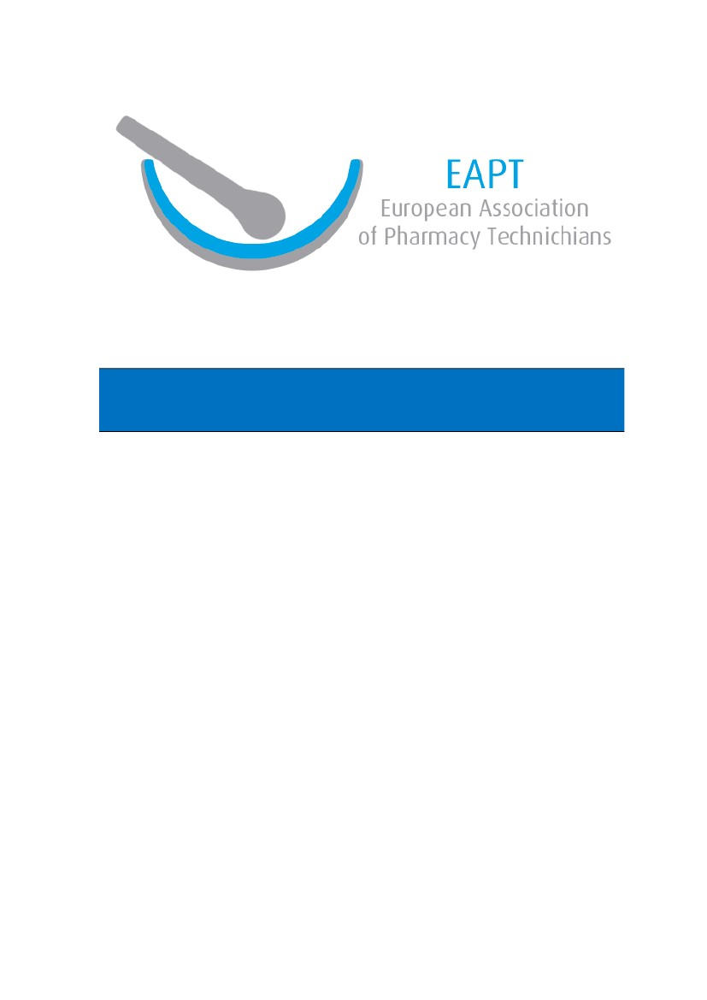 EAPT
European Association
of Pharmacy Technichians